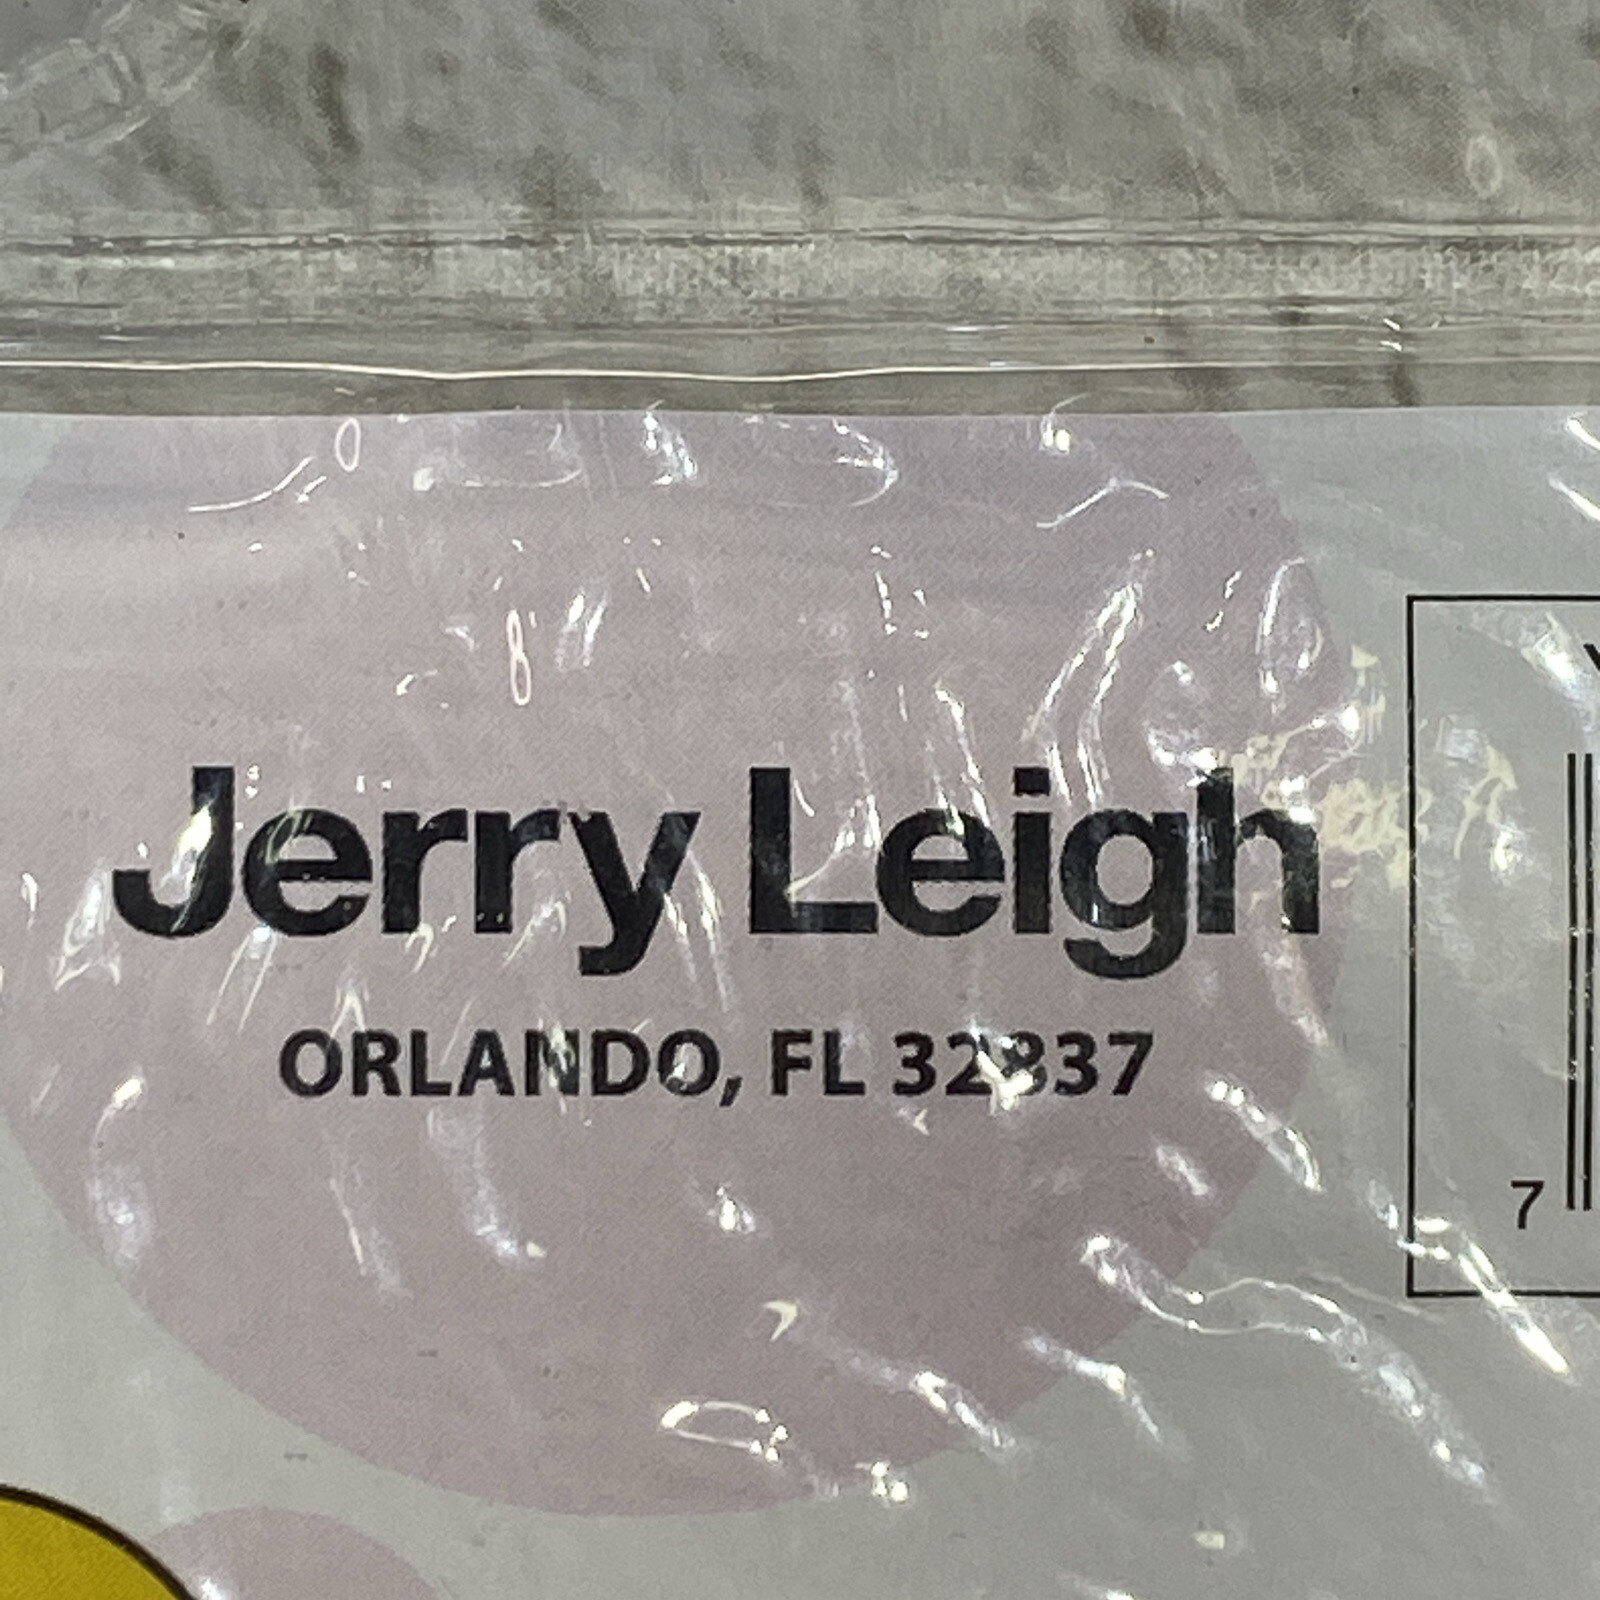 Jerry Leigh
ORLANDO, FL 32837
7